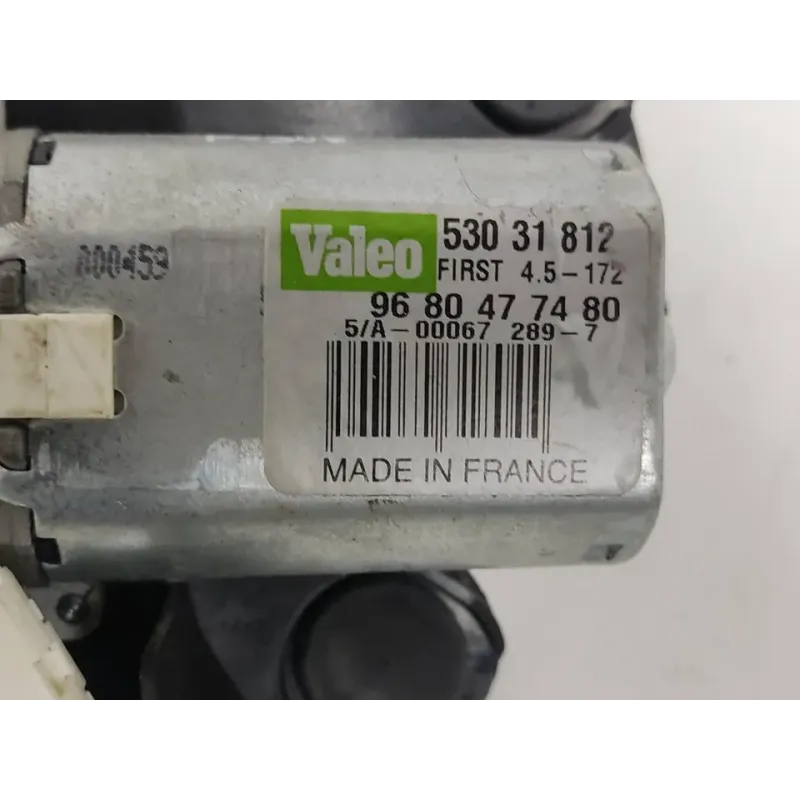 000459
Valeo
530 31 812
FIRST 4.5-172
96 80 47 74 80
5/A-00067 289-7
MADE IN FRANCE